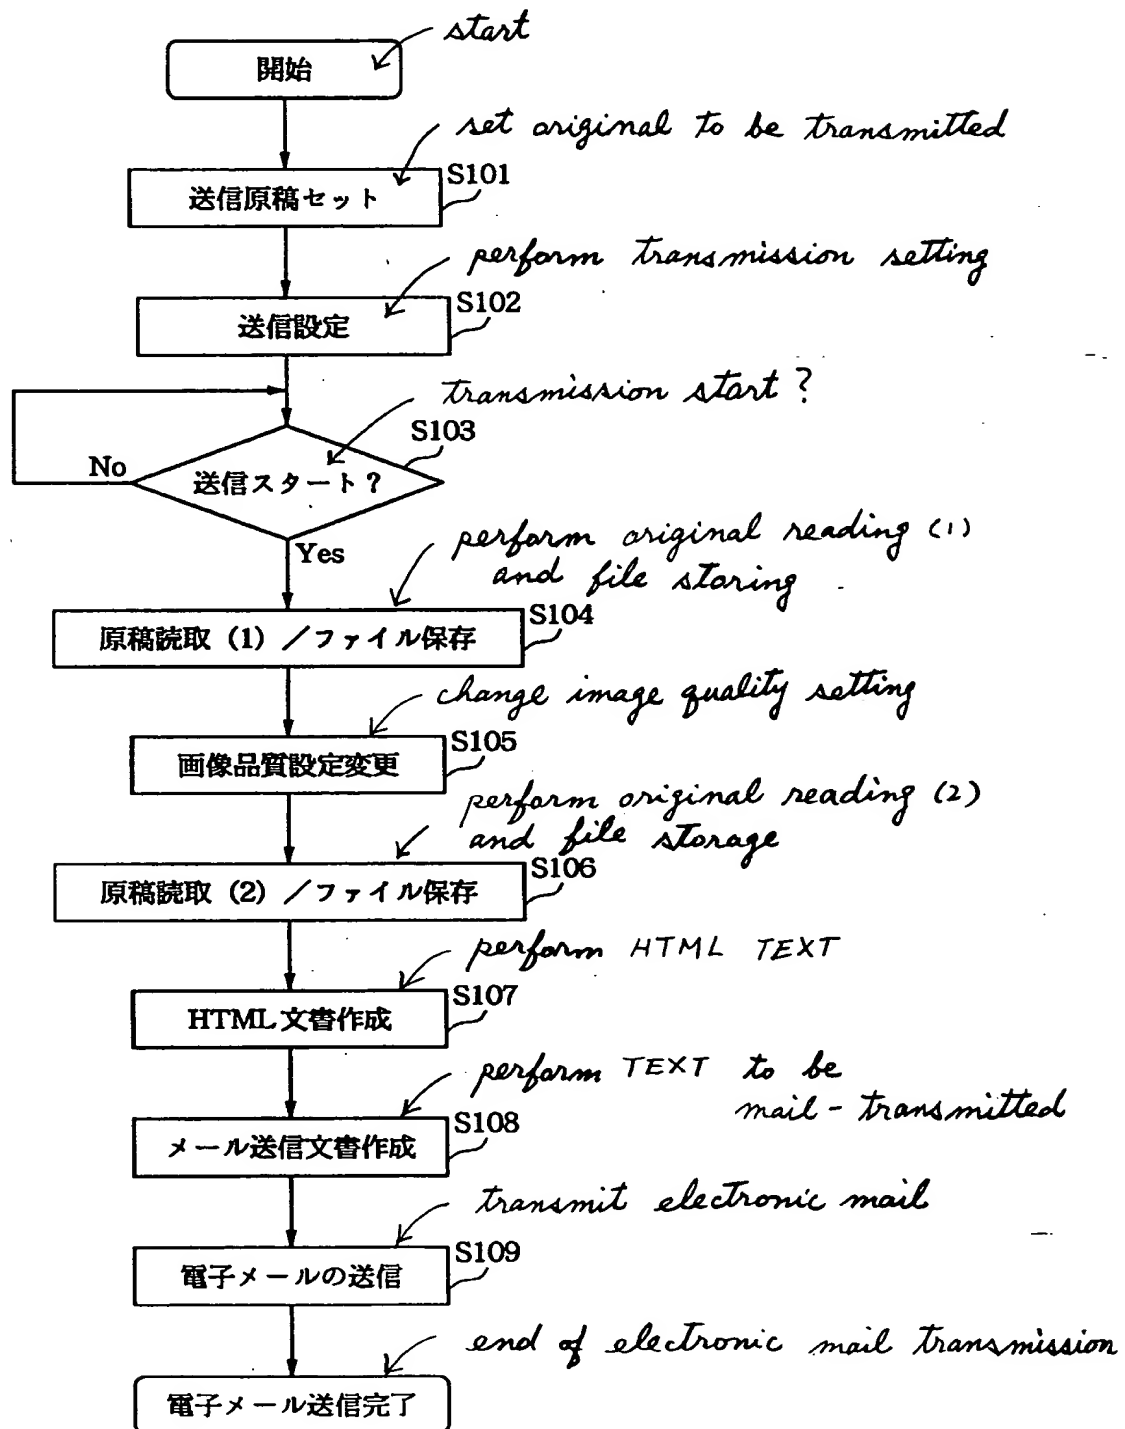 start
開始
set original to be transmitted
S101
送信原稿セット
perform transmission setting
S102
送信設定
transmission start?
S103
No
送信スタート?
Yes
perform original reading (1)
and file storing
S104
原稿読取 (1) /ファイル保存
change image quality setting
S105
画像品質設定変更
perform original reading (2)
and file storage
S106
原稿読取 (2) /ファイル保存
perform HTML TEXT
S107
HTML文書作成
perform TEXT to be
mail-transmitted
S108
メール送信文書作成
transmit electronic mail
S109
電子メールの送信
end of electronic mail transmission
電子メール送信完了